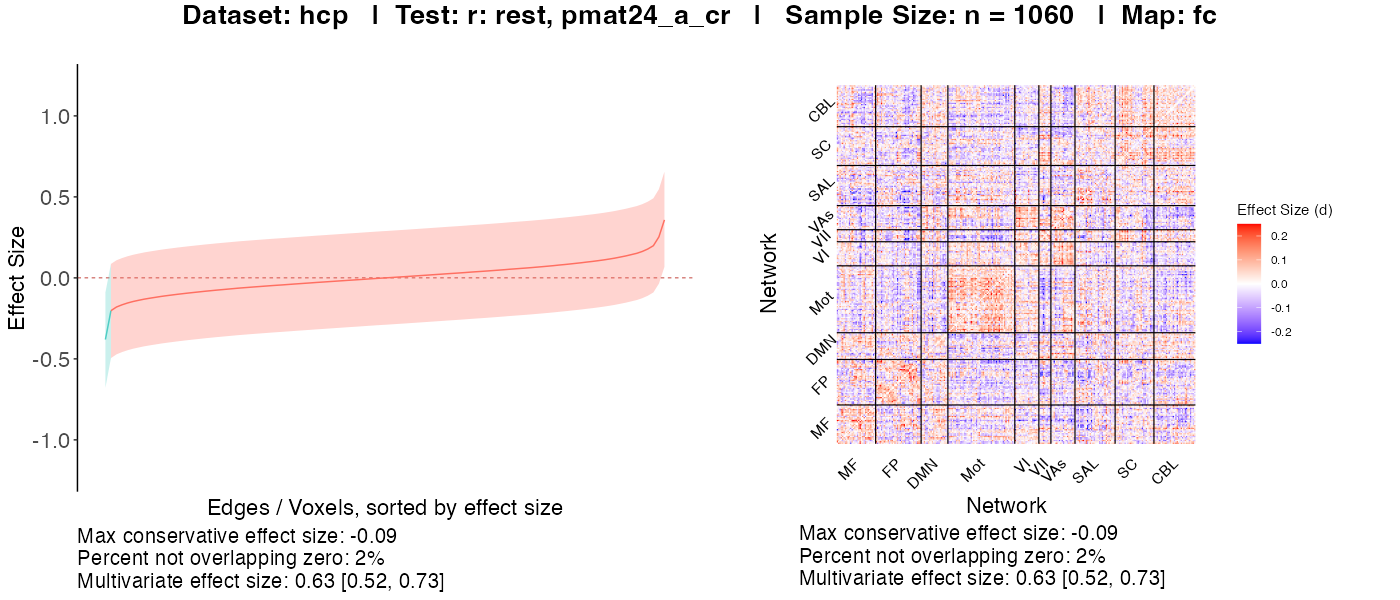 Dataset: hcp | Test: r: rest, pmat24_a_cr | Sample Size: n = 1060 | Map: fc
Effect Size
1.0
0.5
0.0
-0.5
-1.0
Edges / Voxels, sorted by effect size
Max conservative effect size: -0.09
Percent not overlapping zero: 2%
Multivariate effect size: 0.63 [0.52, 0.73]
Network
CBL
SC
SAL
VAs
VII
VI
Mot
DMN
FP
MF
MF
FP
DMN
Mot
VI
VII
VAs
SAL
SC
CBL
Network
Max conservative effect size: -0.09
Percent not overlapping zero: 2%
Multivariate effect size: 0.63 [0.52, 0.73]
Effect Size (d)
0.2
0.1
0.0
-0.1
-0.2